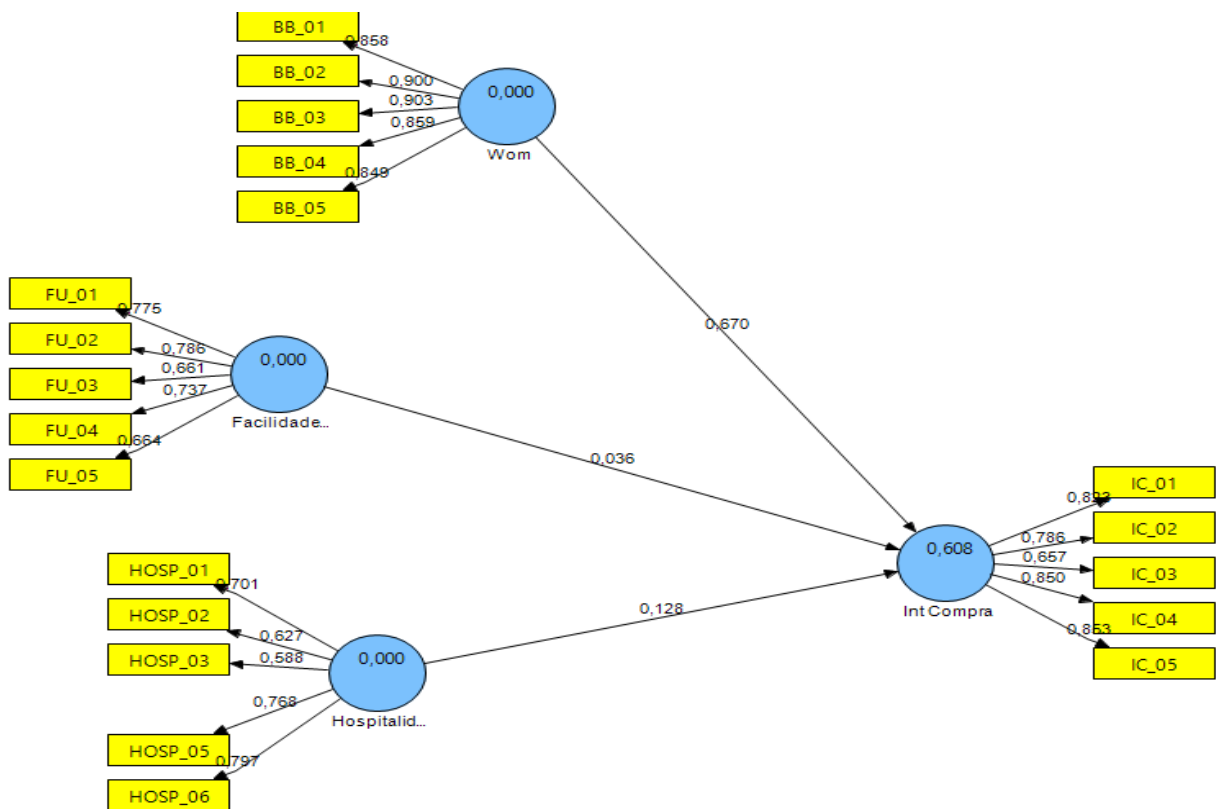 BB_01
0,858
BB_02
0,900
BB_03
0,903
BB_04
0,859
BB_05
0,849
0,000
Wom
0,670
FU_01
0,775
FU_02
0,786
FU_03
0,661
FU_04
0,737
FU_05
0,664
0,000
Facilidade...
0,036
HOSP_01
0,701
HOSP_02
0,627
HOSP_03
0,588
HOSP_05
0,768
HOSP_06
0,797
0,000
Hospitalid...
0,128
0,608
Int Compra
IC_01
0,823
IC_02
0,786
IC_03
0,657
IC_04
0,850
IC_05
0,853